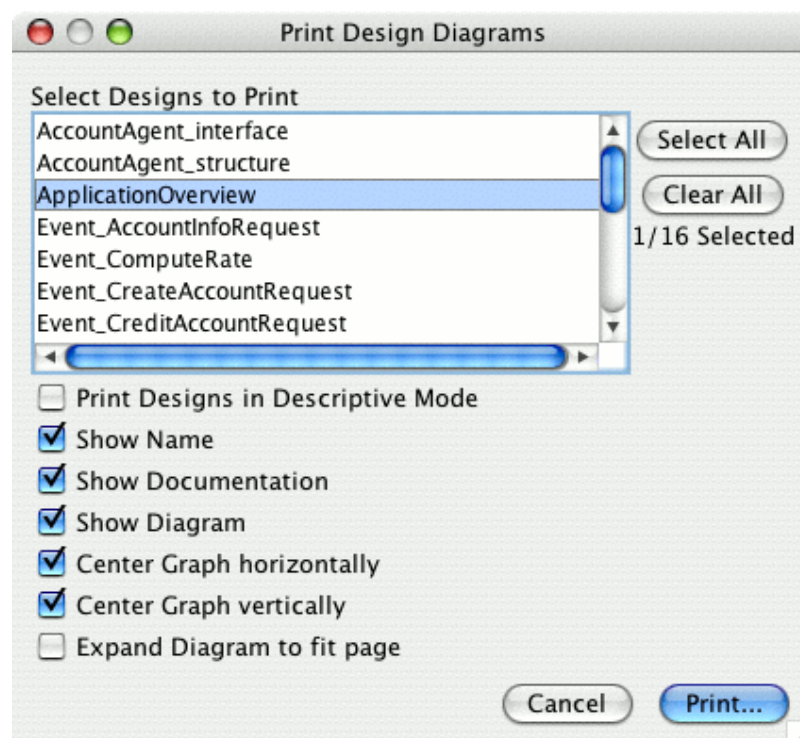 Print Design Diagrams
Select Designs to Print
AccountAgent_interface
AccountAgent_structure
ApplicationOverview
Event_AccountInfoRequest
Event_ComputeRate
Event_CreateAccountRequest
Event_CreditAccountRequest
Select All
Clear All
1/16 Selected
Print Designs in Descriptive Mode
Show Name
Show Documentation
Show Diagram
Center Graph horizontally
Center Graph vertically
Expand Diagram to fit page
Cancel
Print...